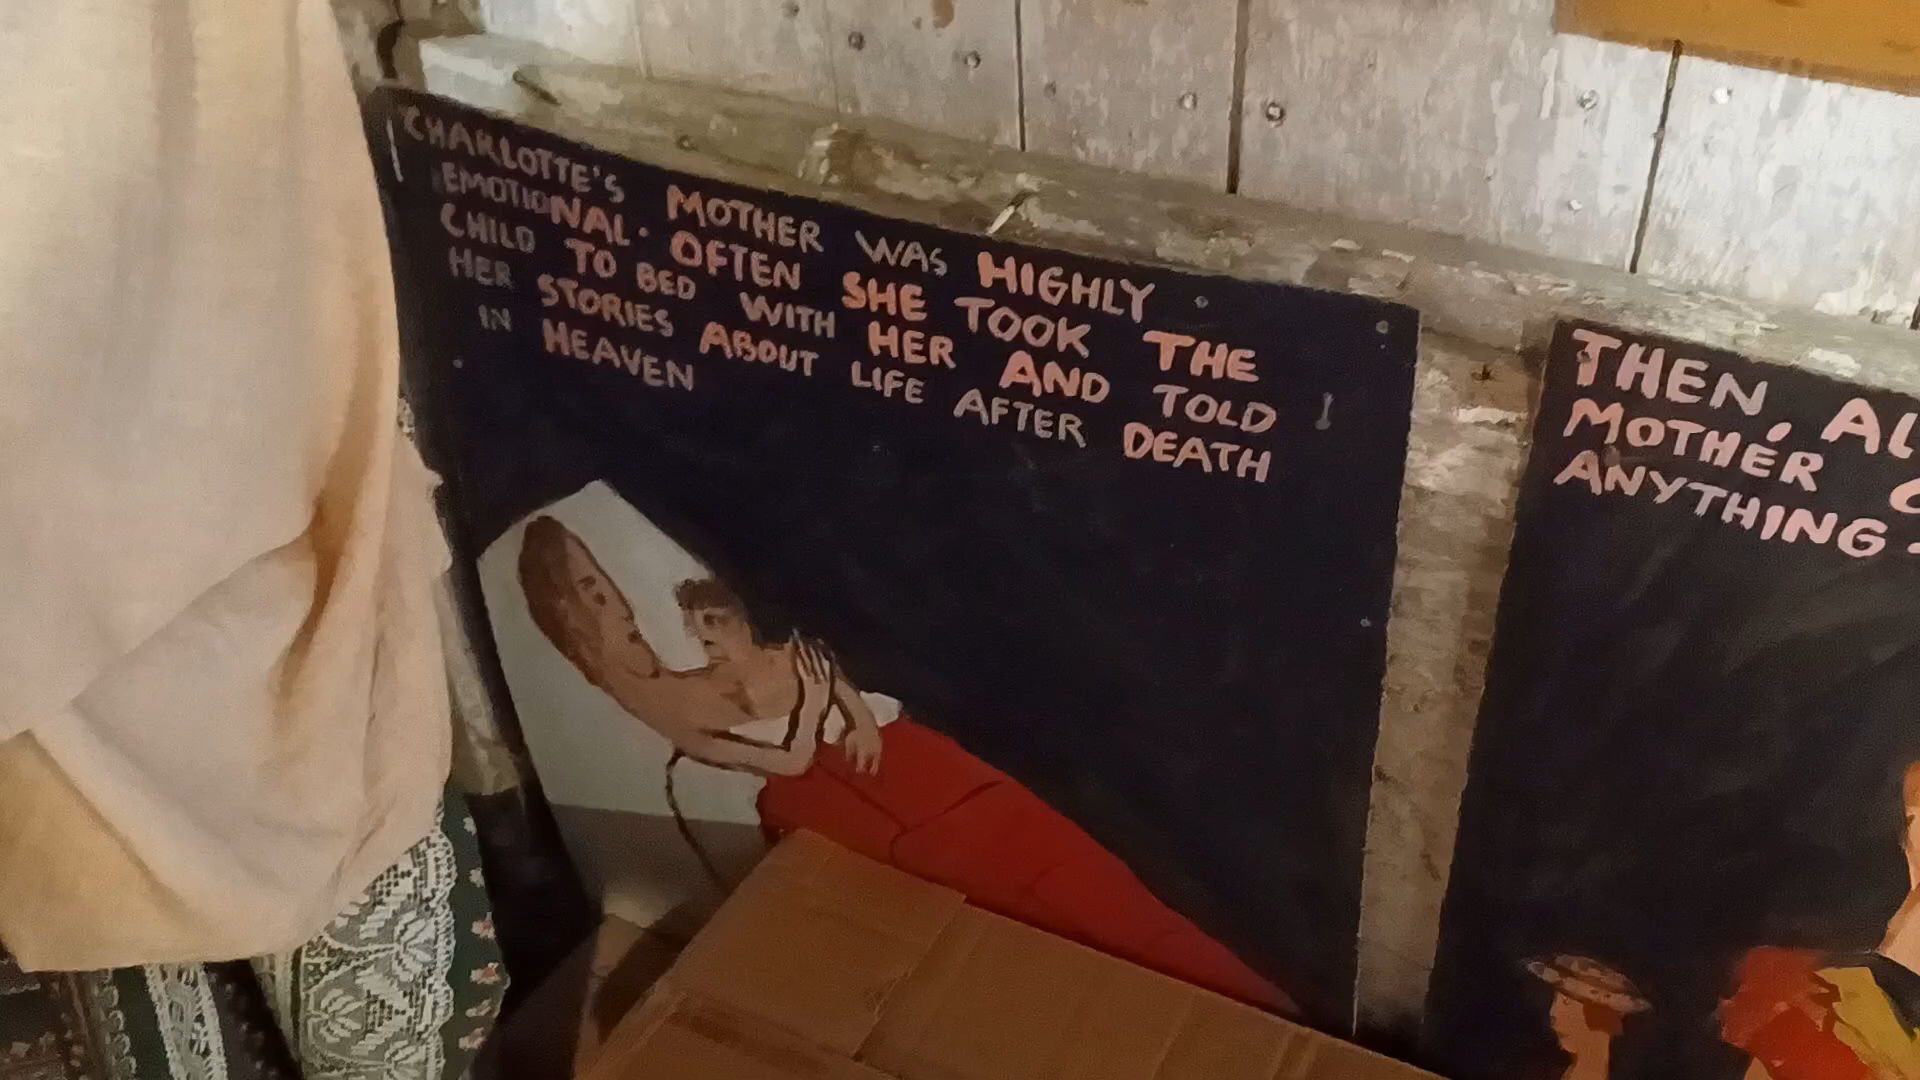 CHARLOTTE'S MOTHER WAS HIGHLY
EMOTIONAL. OFTEN SHE TOOK THE
CHILD TO BED WITH HER AND TOLD
HER STORIES ABOUT LIFE AFTER DEATH
IN HEAVEN
THEN,
MOTHER
ANYTHING.